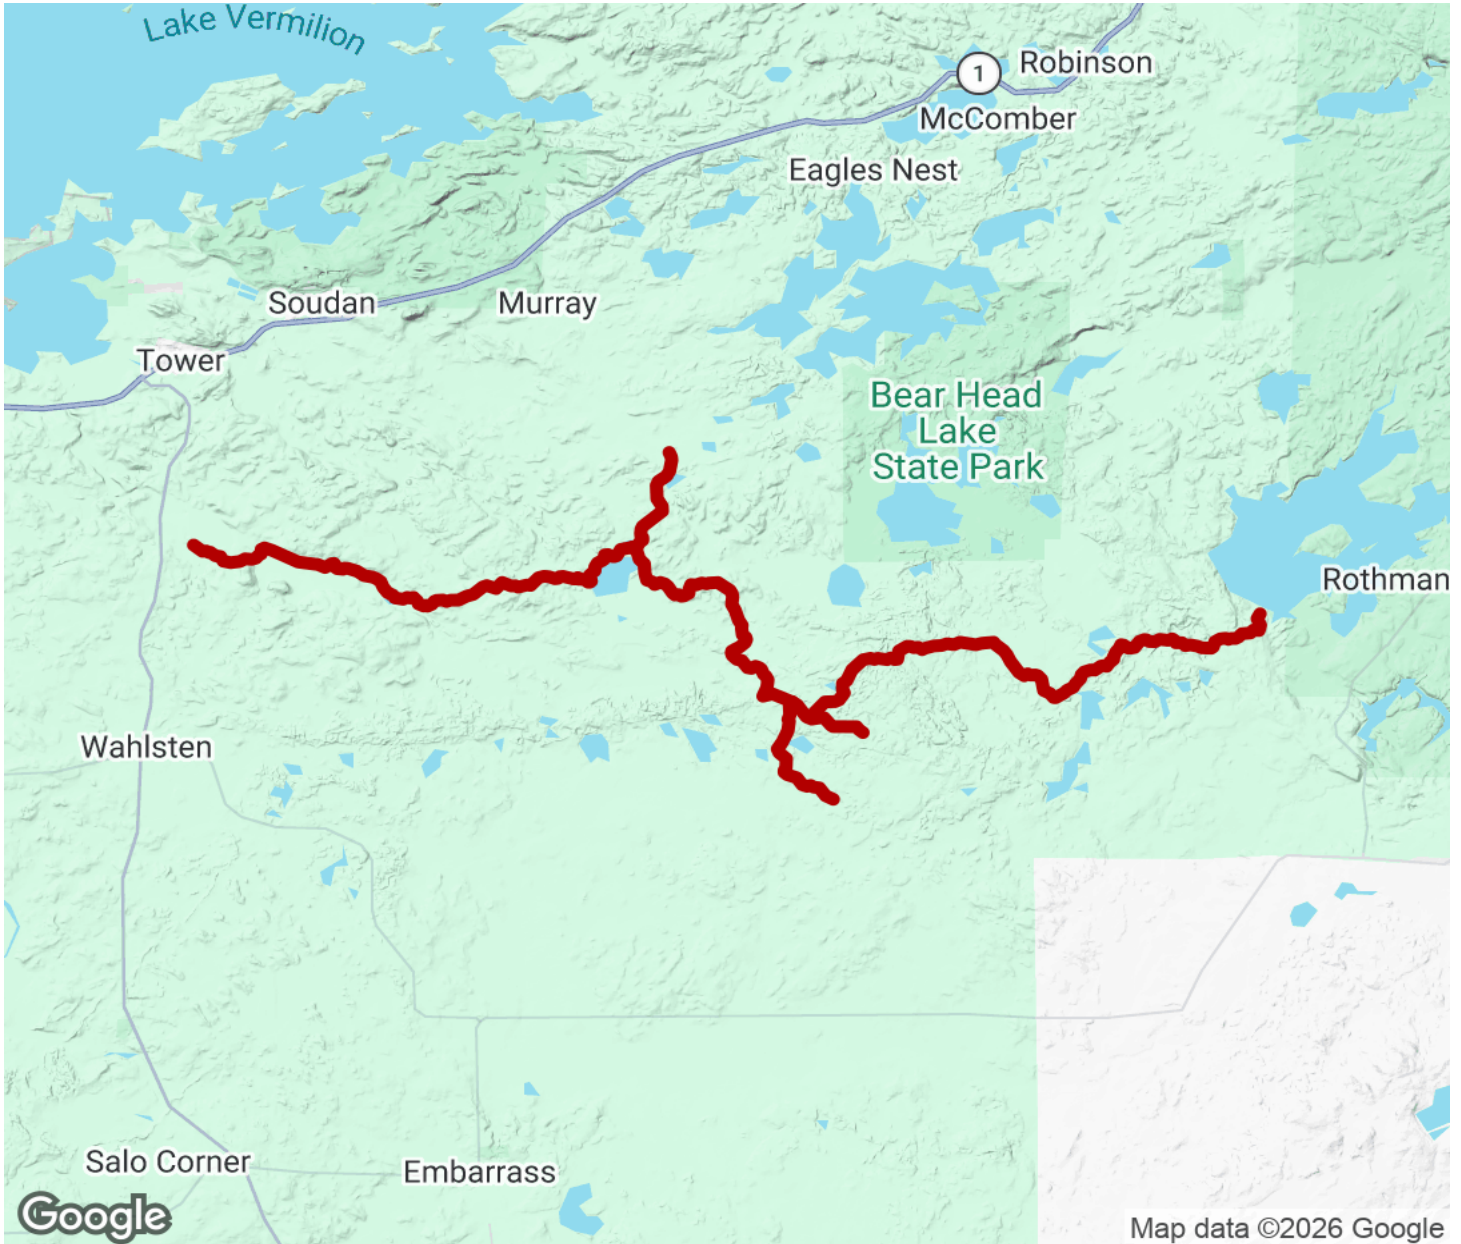 Lake Vermilion
1
Robinson
McComber
Eagles Nest
Soudan
Murray
Tower
Bear Head
Lake
State Park
Rothman
Wahlsten
Salo Corner
Embarrass
Google
Map data ©2026 Google